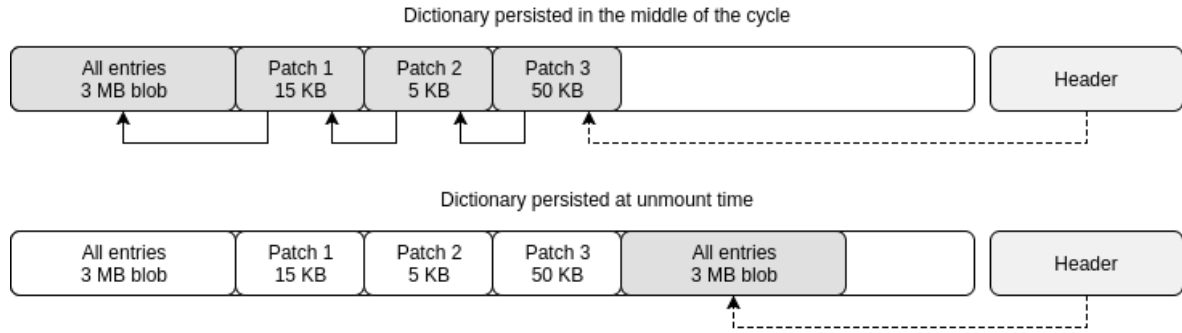 Dictionary persisted in the middle of the cycle
All entries
3 MB blob
Patch 1
15 KB
Patch 2
5 KB
Patch 3
50 KB
Header
Dictionary persisted at unmount time
All entries
3 MB blob
Patch 1
15 KB
Patch 2
5 KB
Patch 3
50 KB
All entries
3 MB blob
Header